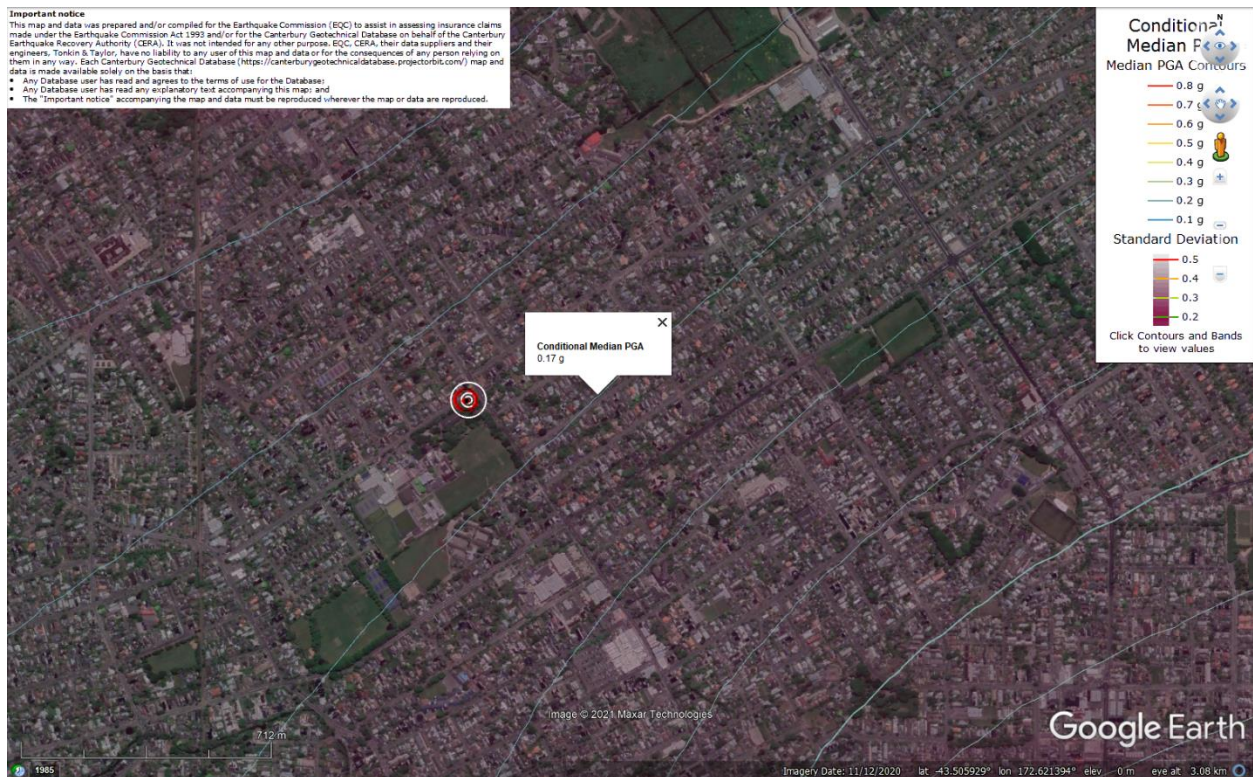 Important notice
This map and data was prepared and/or compiled for the Earthquake Commission (EQC) to assist in assessing insurance claims
made under the Earthquake Commission Act 1993 and/or for the Canterbury Geotechnical Database on behalf of the Canterbury
Earthquake Recovery Authority (CERA). It was not intended for any other purpose. EQC, CERA, their data suppliers and their
engineers, Tonkin & Taylor, have no liability to any user of this map and data or for the consequences of any person relying on
them in any way. Each Canterbury Geotechnical Database (https://canterburygeotechnicaldatabase.projectorbit.com/) map and
data is made available solely on the basis that:
• Any Database user has read and agrees to the terms of use for the Database;
• Any Database user has read any explanatory text accompanying this map; and
• The "Important notice" accompanying the map and data must be reproduced wherever the map or data are reproduced.
Conditional
Median
Median PGA Contours
0.8 g
0.7 g
0.6 g
0.5 g
0.4 g
0.3 g
0.2 g
0.1 g
Standard Deviation
0.5
0.4
0.3
0.2
Click Contours and Bands
to view values
N
Conditional Median PGA
0.17 g
Image © 2021 Maxar Technologies
Google Earth
712 m
1985
Imagery Date: 11/12/2020 lat -43.505929° lon 172.621394° elev 0 m eye alt 3.08 km